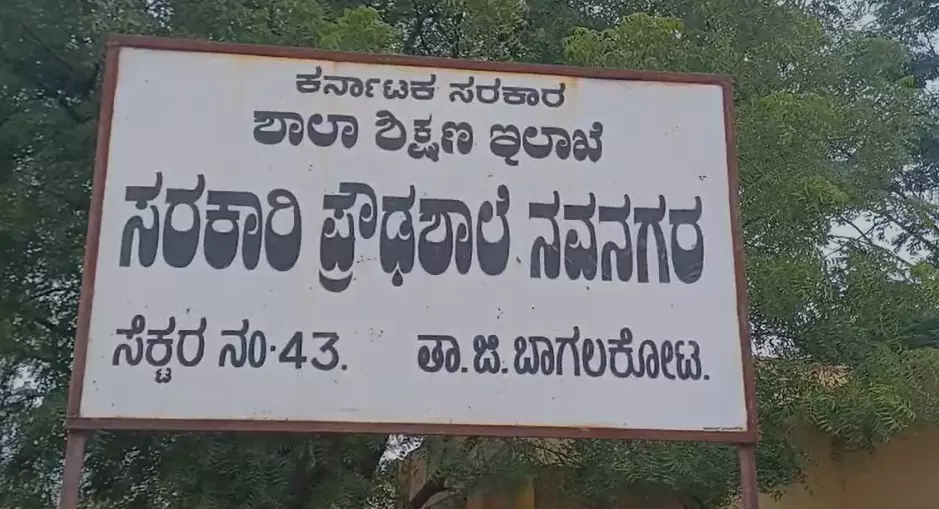 ಕರ್ನಾಟಕ ಸರಕಾರ
ಶಾಲಾ ಶಿಕ್ಷಣ ಇಲಾಖೆ
ಸರಕಾರಿ ಪ್ರೌಢಶಾಲೆ ನವನಗರ
ಸೆಕ್ಟರ ನಂ·43. ತಾ.ಜಿ.ಬಾಗಲಕೋಟ.